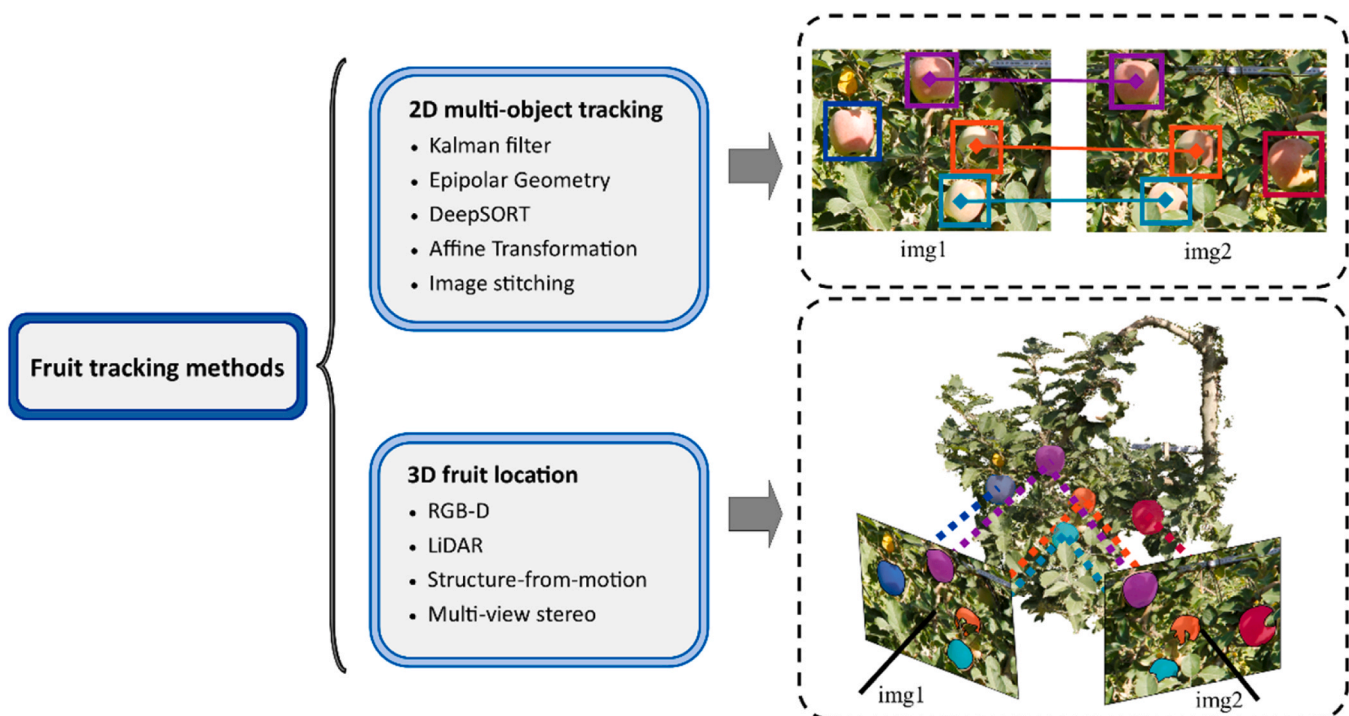 Fruit tracking methods
2D multi-object tracking
• Kalman filter
• Epipolar Geometry
• DeepSORT
• Affine Transformation
• Image stitching
img1
img2
3D fruit location
• RGB-D
• LiDAR
• Structure-from-motion
• Multi-view stereo
img1
img2